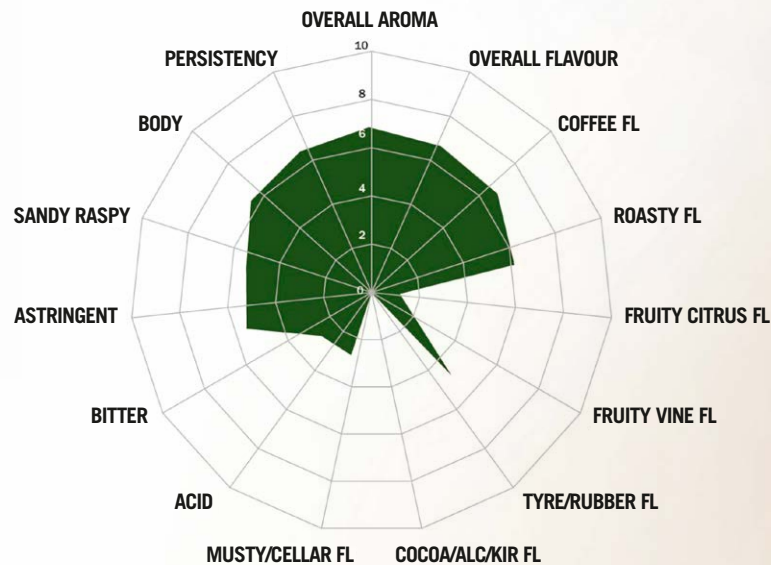 OVERALL AROMA
PERSISTENCY
OVERALL FLAVOUR
BODY
COFFEE FL
SANDY RASPY
ROASTY FL
ASTRINGENT
FRUITY CITRUS FL
BITTER
FRUITY VINE FL
ACID
TYRE/RUBBER FL
MUSTY/CELLAR FL
COCOA/ALC/KIR FL
10
8
6
4
2
0